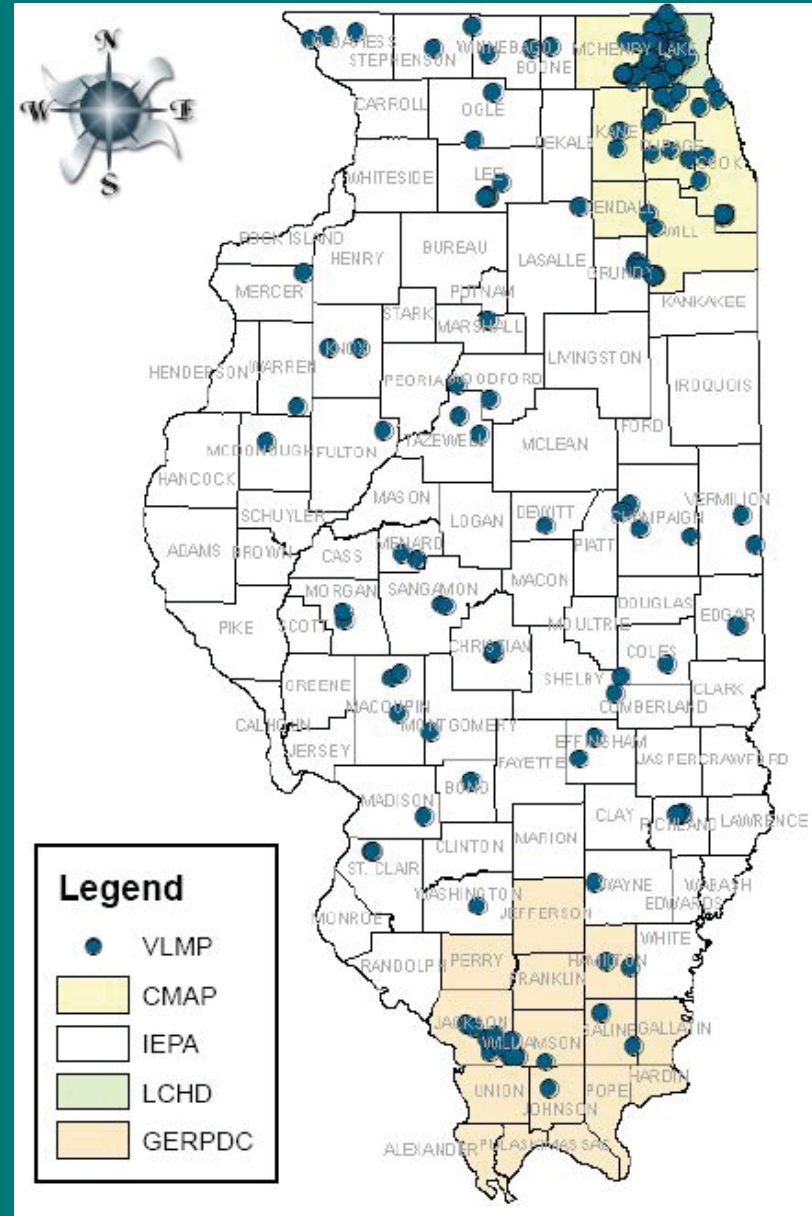 N
W E
S
JO DAVIESS
STEPHENSON
WINNEBAGO
BOONE
MCHENRY
LAKE
CARROLL
OGLE
DEKALB
KANE
DUPAGE
COOK
WHITESIDE
LEE
KENDALL
WILL
ROCK ISLAND
HENRY
BUREAU
LASALLE
GRUNDY
MERCER
PUTNAM
KANKAKEE
STARK
MARSHALL
HENDERSON
WARREN
KNOX
PEORIA
WOODFORD
LIVINGSTON
IROQUOIS
MCDONOUGH
FULTON
TAZEWELL
MCLEAN
FORD
HANCOCK
MASON
SCHUYLER
LOGAN
DEWITT
CHAMPAIGN
VERMILION
ADAMS
BROWN
CASS
MENARD
PIATT
MACON
MORGAN
SANGAMON
DOUGLAS
EDGAR
PIKE
SCOTT
MOULTRIE
CHRISTIAN
COLES
GREENE
SHELBY
CLARK
MACOUPIN
CUMBERLAND
CALHOUN
MONTGOMERY
JERSEY
FAYETTE
EFFINGHAM
JASPER
CRAWFORD
BOND
MADISON
CLAY
RICHLAND
LAWRENCE
MARION
CLINTON
ST. CLAIR
WASHINGTON
WAYNE
WABASH
EDWARDS
MONROE
JEFFERSON
WHITE
RANDOLPH
PERRY
HAMILTON
FRANKLIN
JACKSON
WILLIAMSON
SALINE
GALLATIN
HARDIN
UNION
POPE
JOHNSON
ALEXANDER
PULASKI
MASSAC
Legend
VLMP
CMAP
IEPA
LCHD
GERPDC